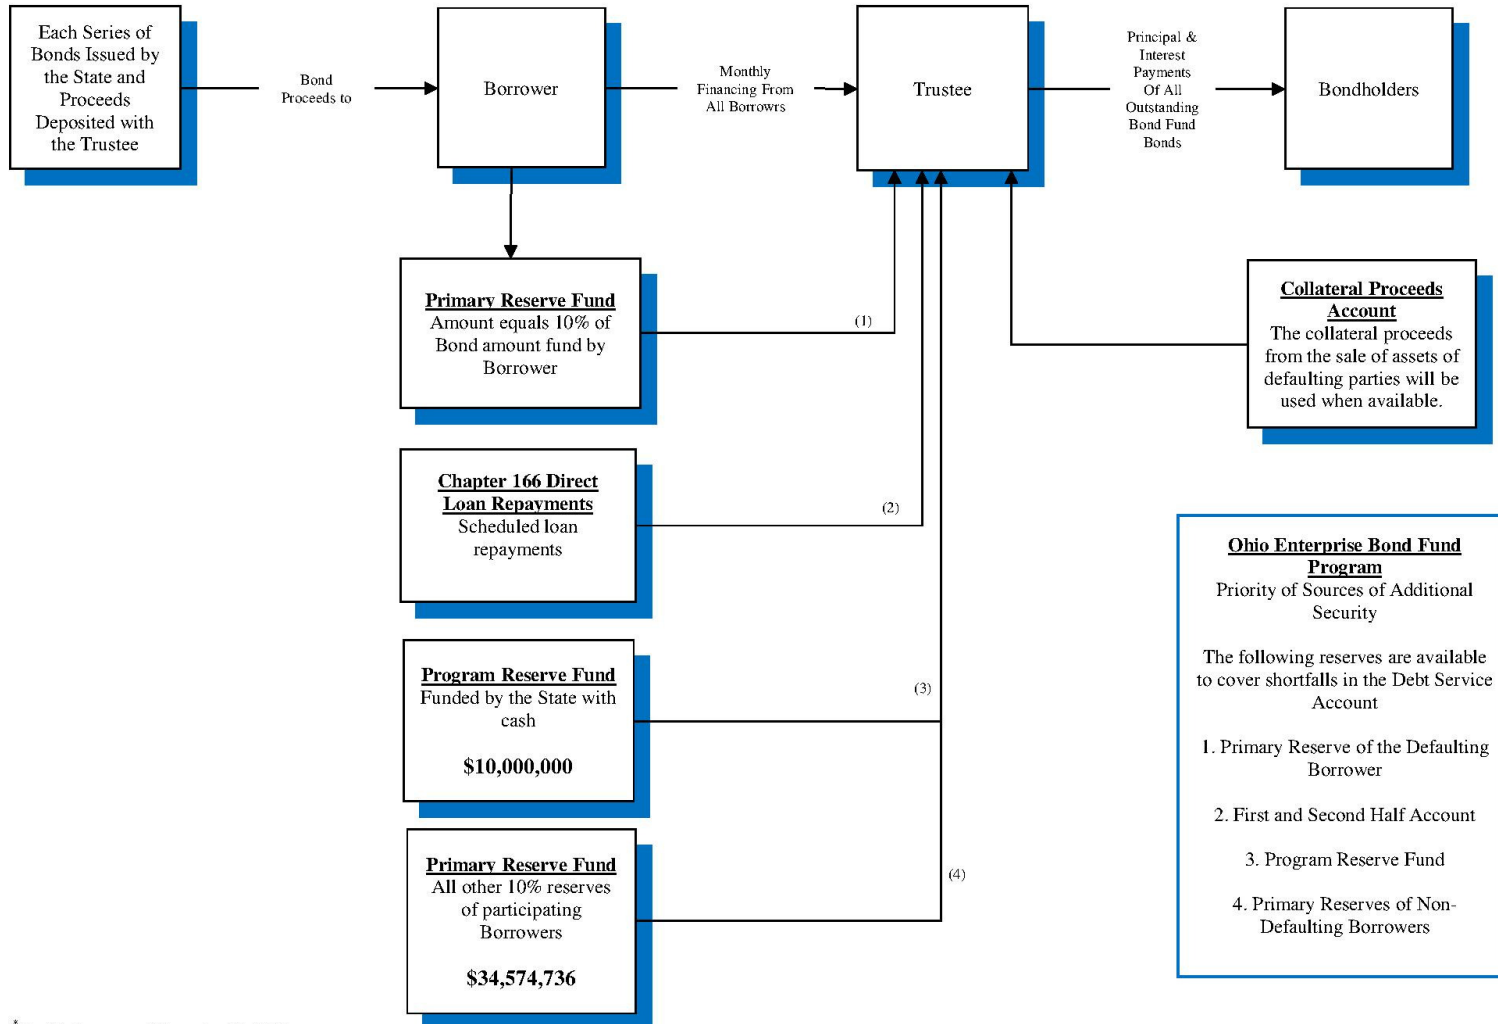 Each Series of
Bonds Issued by
the State and
Proceeds
Deposited with
the Trustee
Bond
Proceeds to
Borrower
Monthly
Financing From
All Borrowrs
Trustee
Principal &
Interest
Payments
Of All
Outstanding
Bond Fund
Bonds
Bondholders
Primary Reserve Fund
Amount equals 10% of
Bond amount fund by
Borrower
(1)
Collateral Proceeds
Account
The collateral proceeds
from the sale of assets of
defaulting parties will be
used when available.
Chapter 166 Direct
Loan Repayments
Scheduled loan
repayments
(2)
Program Reserve Fund
Funded by the State with
cash
$10,000,000
(3)
Primary Reserve Fund
All other 10% reserves
of participating
Borrowers
$34,574,736
(4)
Ohio Enterprise Bond Fund
Program
Priority of Sources of Additional
Security
The following reserves are available
to cover shortfalls in the Debt Service
Account
1. Primary Reserve of the Defaulting
Borrower
2. First and Second Half Account
3. Program Reserve Fund
4. Primary Reserves of Non-
Defaulting Borrowers
*